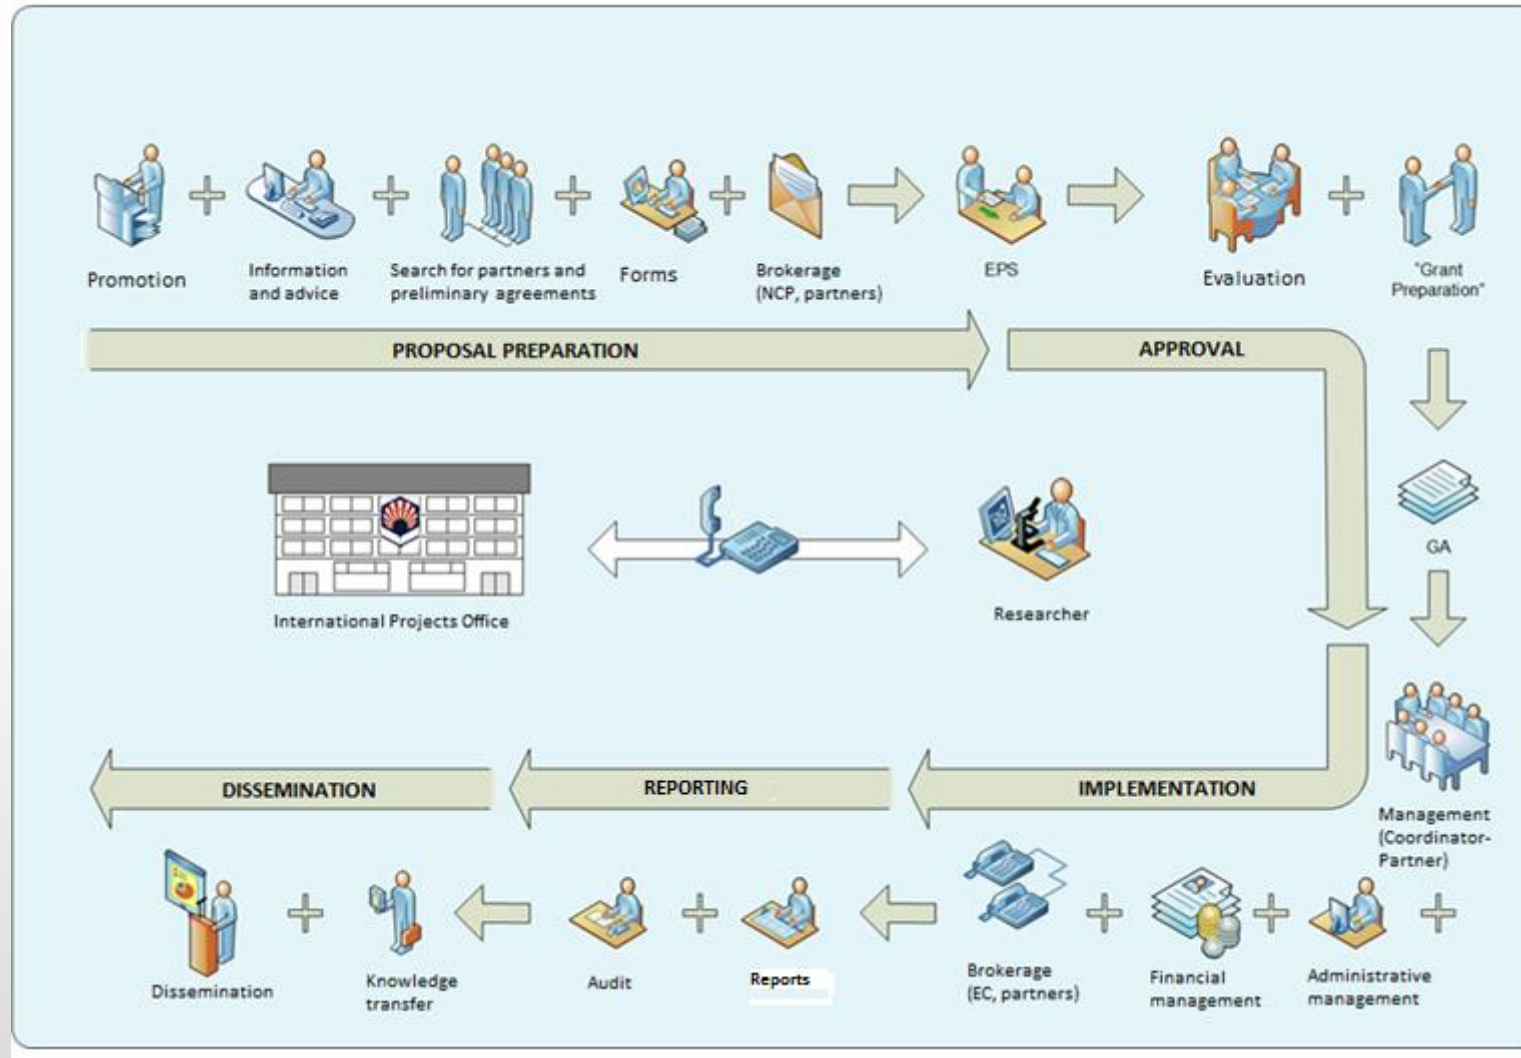 Promotion
Information
and advice
Search for partners and
preliminary agreements
Forms
Brokerage
(NCP, partners)
EPS
Evaluation
"Grant
Preparation"
PROPOSAL PREPARATION
APPROVAL
GA
International Projects Office
Researcher
DISSEMINATION
REPORTING
IMPLEMENTATION
Management
(Coordinator-
Partner)
Dissemination
Knowledge
transfer
Audit
Reports
Brokerage
(EC, partners)
Financial
management
Administrative
management